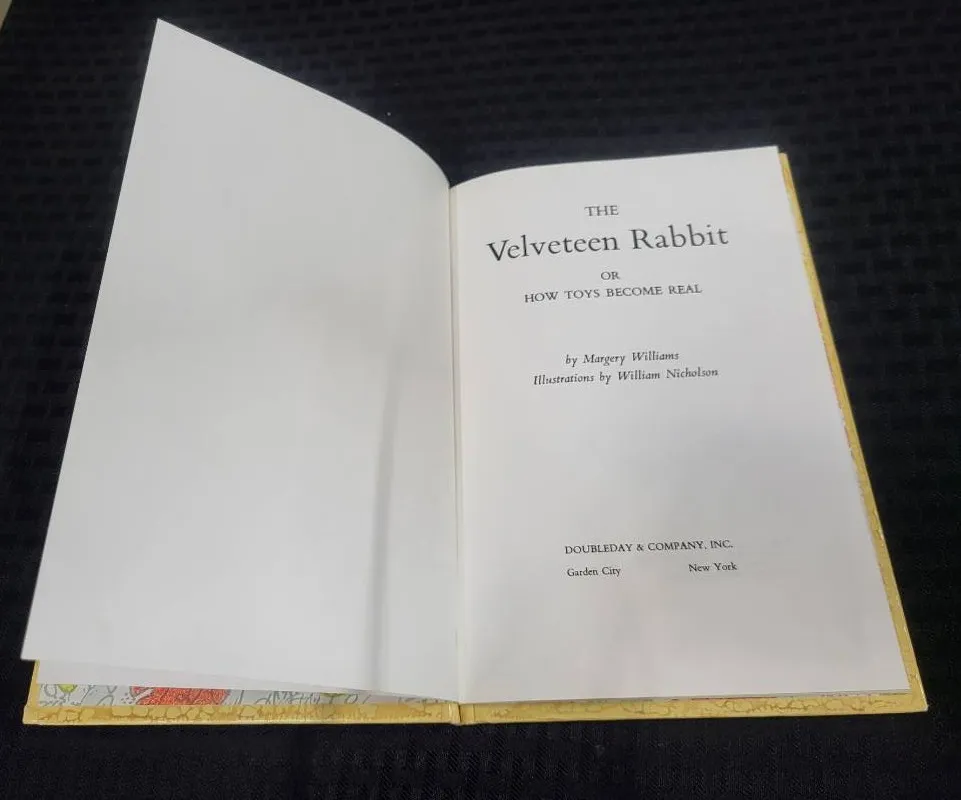 THE
Velveteen Rabbit
OR
HOW TOYS BECOME REAL
by Margery Williams
Illustrations by William Nicholson
DOUBLEDAY & COMPANY, INC.
Garden City New York